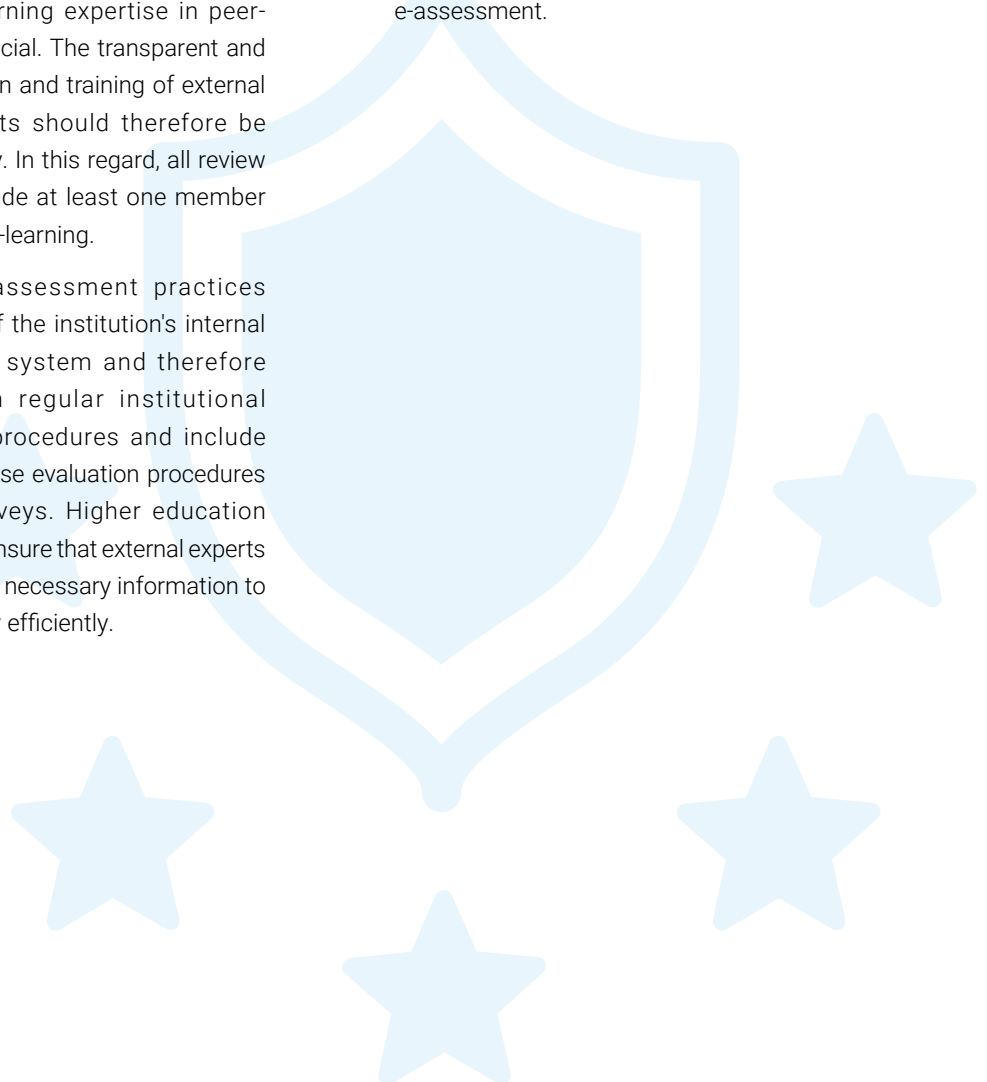 rning expertise in peer-
cial. The transparent and
n and training of external
ts should therefore be
. In this regard, all review
de at least one member
-learning.
assessment practices
f the institution's internal
system and therefore
regular institutional
procedures and include
se evaluation procedures
veys. Higher education
nsure that external experts
necessary information to
efficiently.
e-assessment.